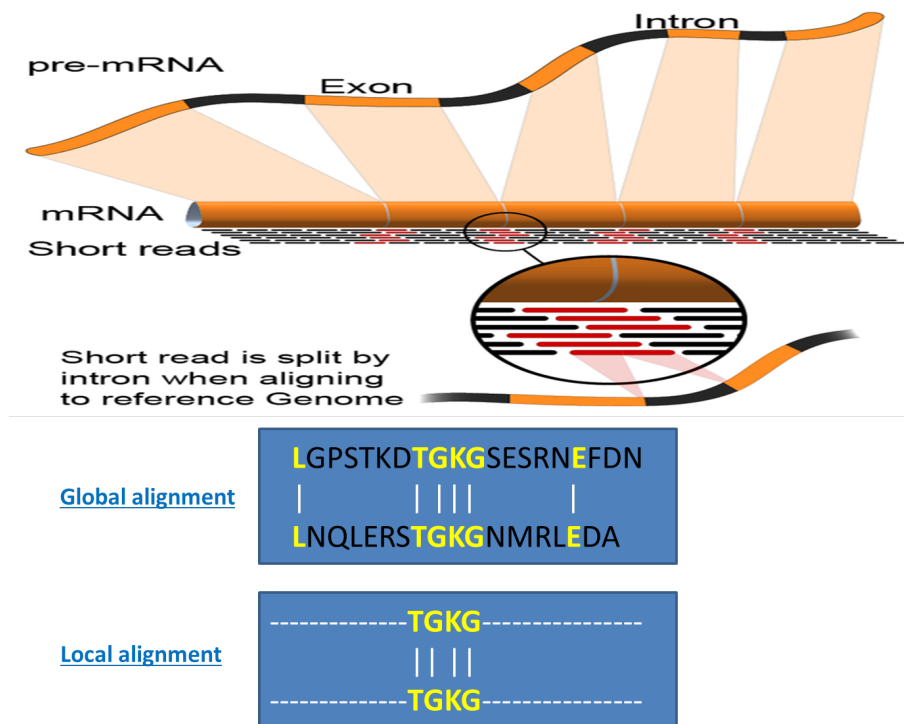 Intron
pre-mRNA
Exon
mRNA
Short reads
Short read is split by
intron when aligning
to reference Genome
Global alignment
LGPSTKDTGKGSESRNEFDN
| | | | | |
LNQLERSTGKGNMRLEDA
Local alignment
--------------TGKG----------------
| | | |
--------------TGKG----------------